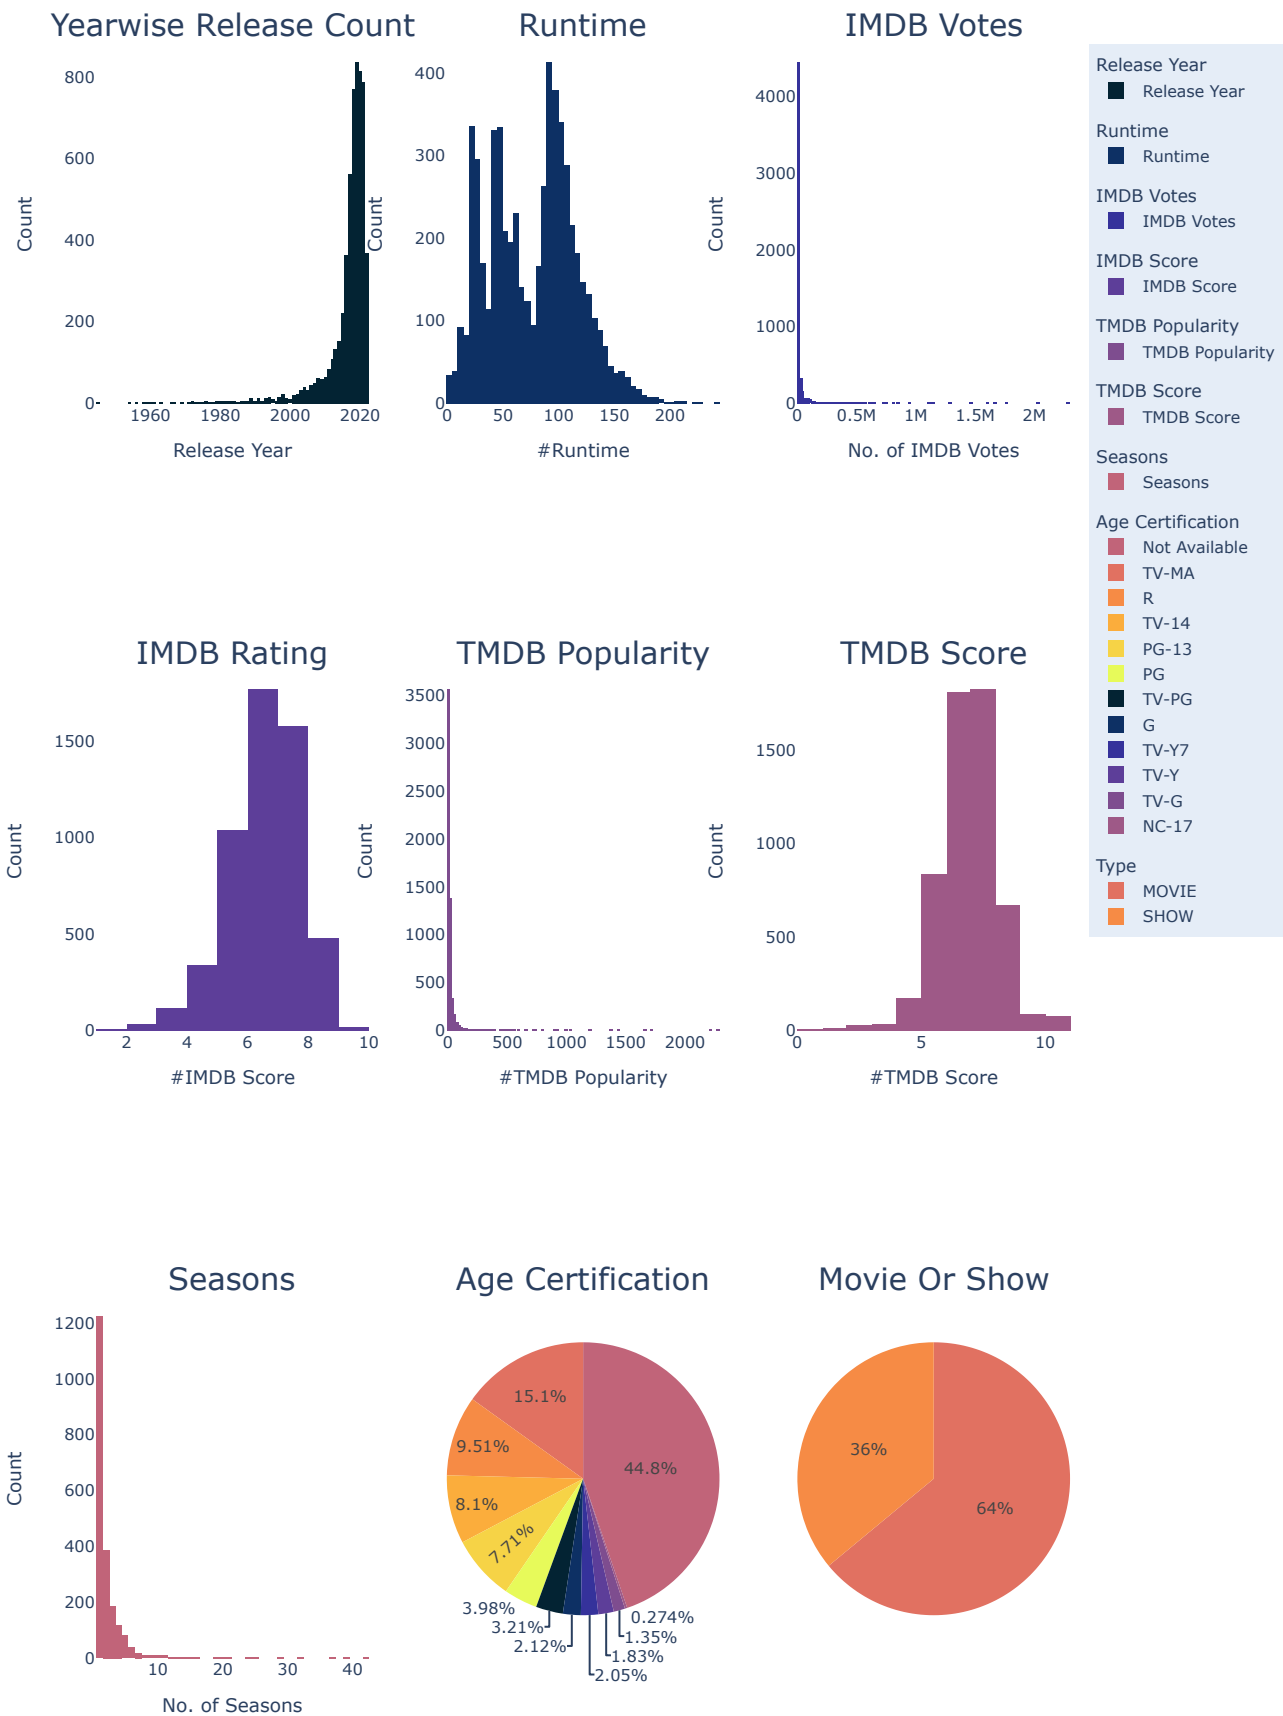 Yearwise Release Count
Runtime
IMDB Votes
800
600
400
200
0
Count
1960
1980
2000
2020
Release Year
400
300
200
100
0
Count
0
50
100
150
200
#Runtime
4000
3000
2000
1000
0
Count
0
0.5M
1M
1.5M
2M
No. of IMDB Votes
Release Year
Release Year
Runtime
Runtime
IMDB Votes
IMDB Votes
IMDB Score
IMDB Score
TMDB Popularity
TMDB Popularity
TMDB Score
TMDB Score
Seasons
Seasons
Age Certification
Not Available
TV-MA
R
TV-14
PG-13
PG
TV-PG
G
TV-Y7
TV-Y
TV-G
NC-17
Type
MOVIE
SHOW
IMDB Rating
TMDB Popularity
TMDB Score
1500
1000
500
0
Count
2
4
6
8
10
#IMDB Score
3500
3000
2500
2000
1500
1000
500
0
Count
0
500
1000
1500
2000
#TMDB Popularity
1500
1000
500
0
Count
0
5
10
#TMDB Score
Seasons
Age Certification
Movie Or Show
1200
1000
800
600
400
200
0
Count
10
20
30
40
No. of Seasons
15.1%
9.51%
44.8%
8.1%
7.71%
3.98%
3.21%
2.12%
2.05%
1.83%
1.35%
0.274%
36%
64%